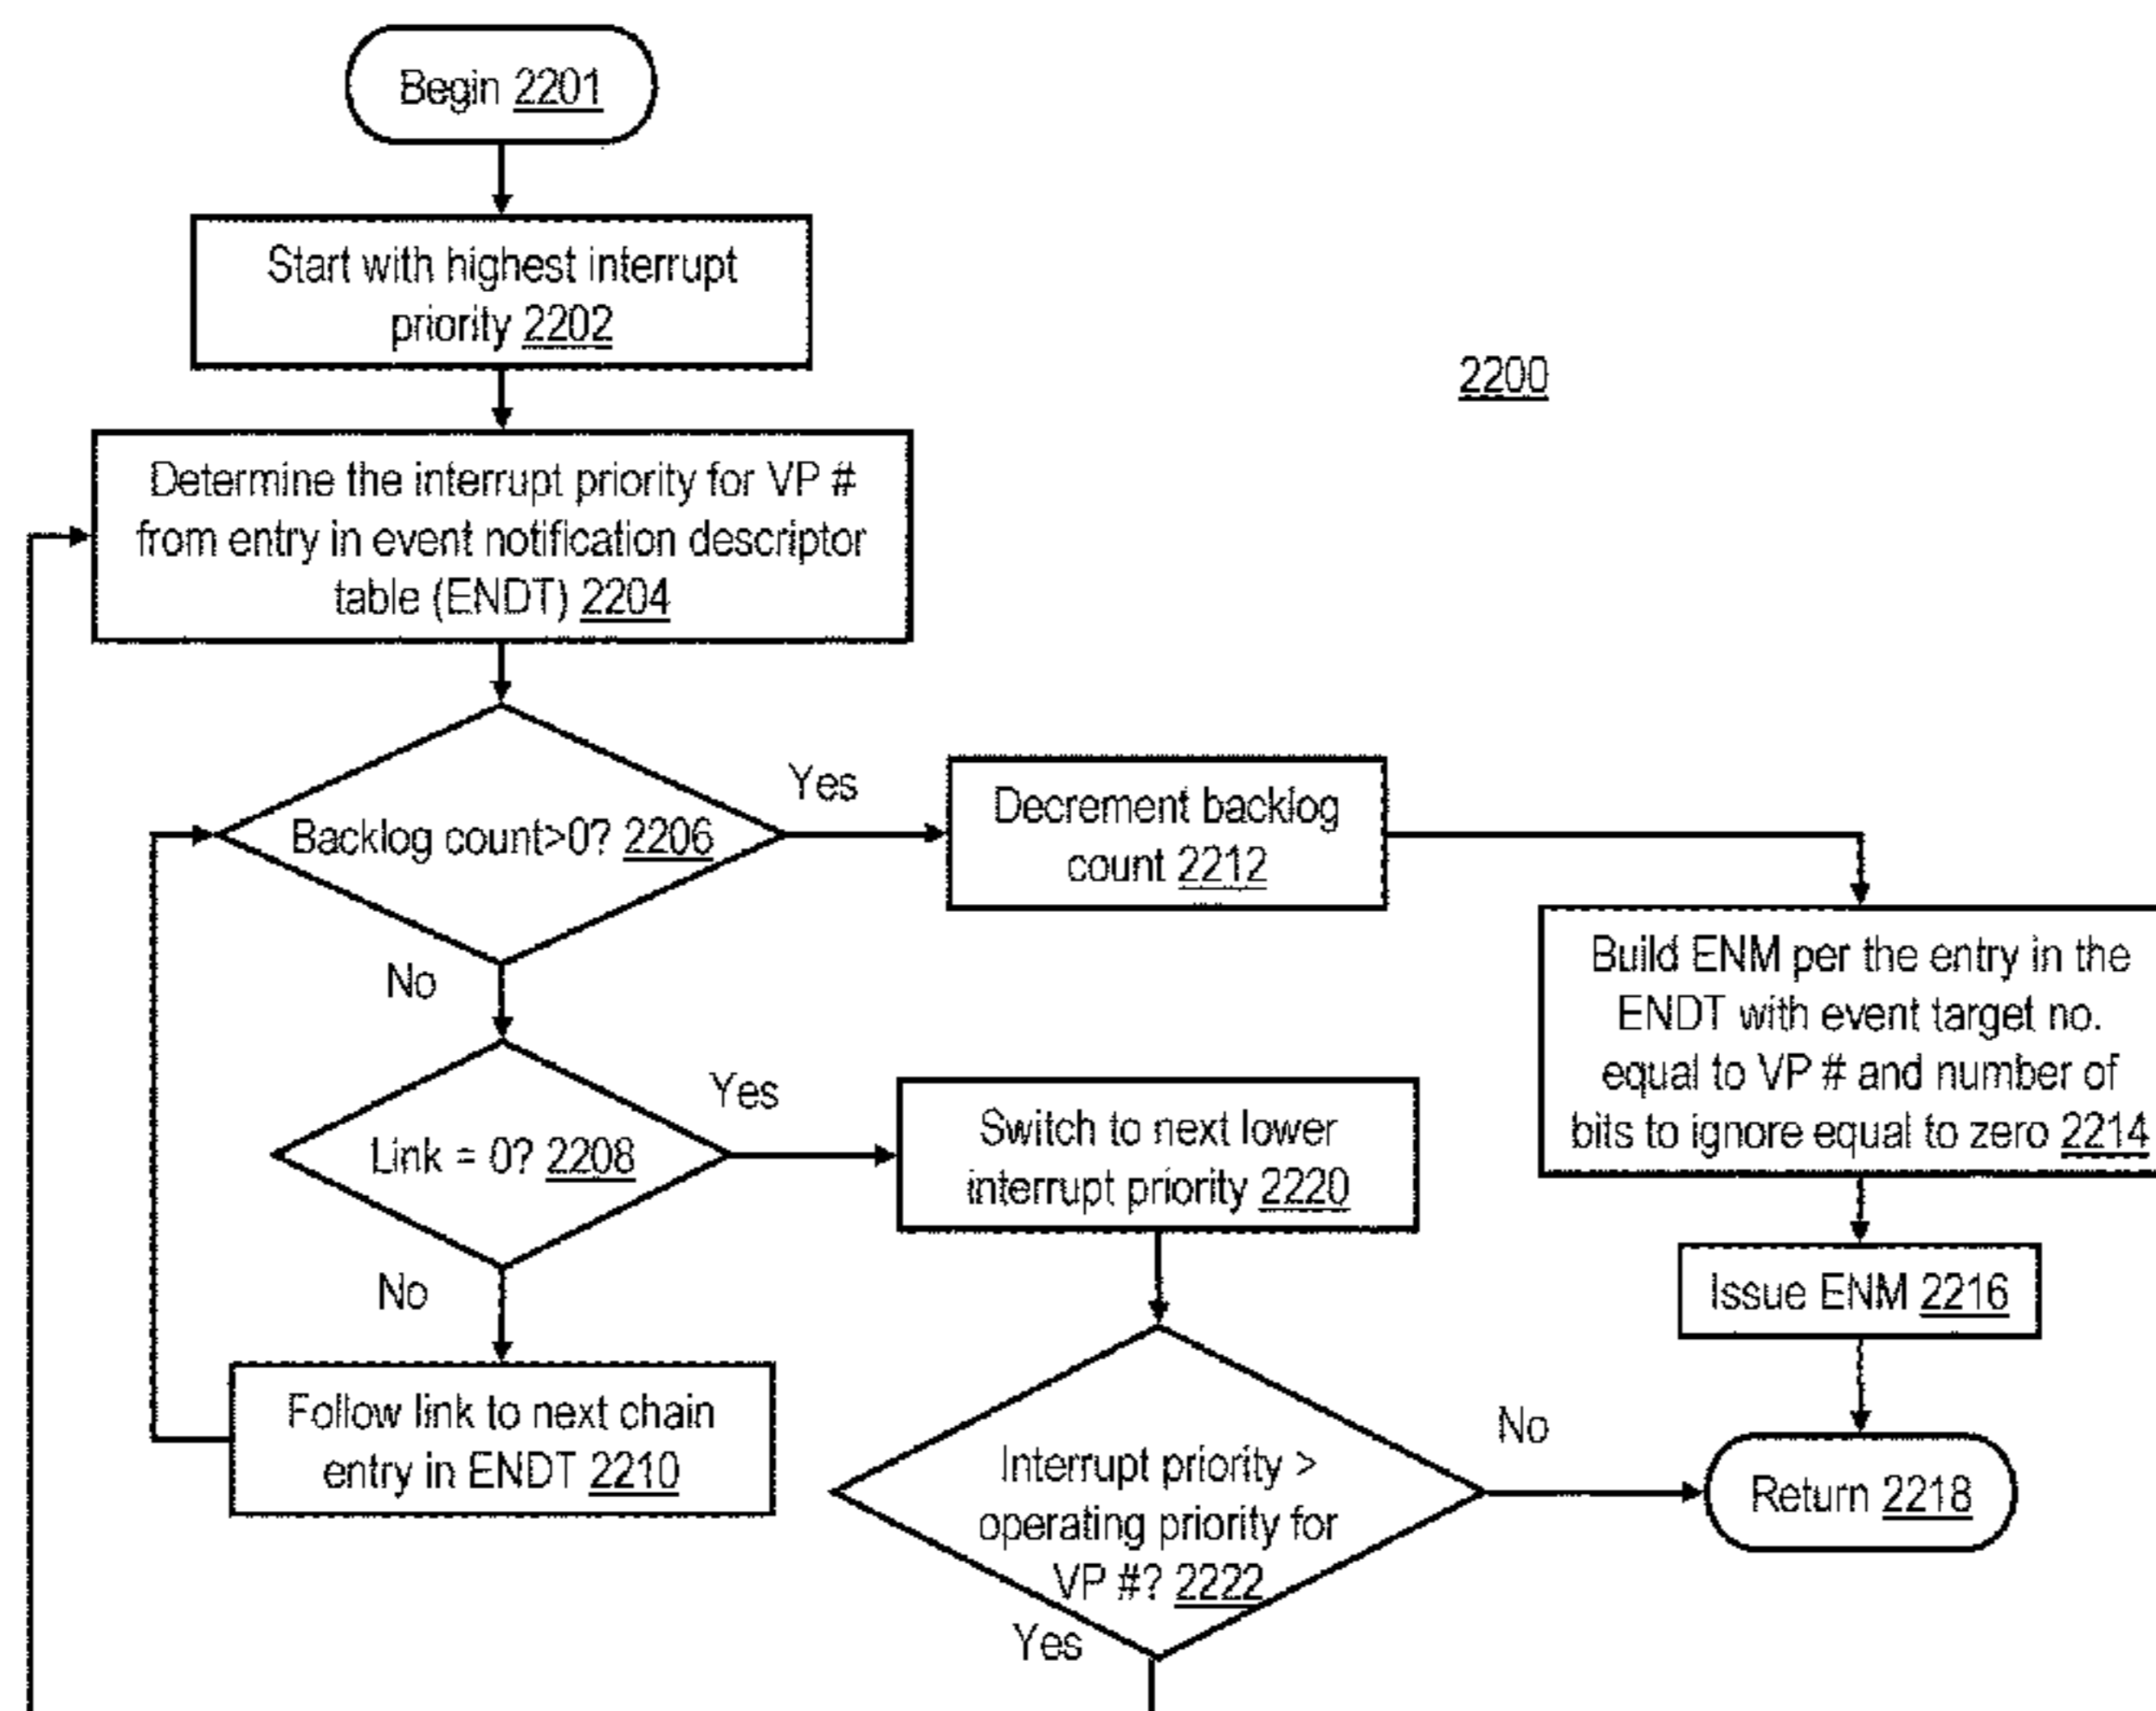 Begin 2201
Start with highest interrupt
priority 2202
2200
Determine the interrupt priority for VP #
from entry in event notification descriptor
table (ENDT) 2204
Backlog count>0? 2206
Yes
Decrement backlog
count 2212
No
Build ENM per the entry in the
ENDT with event target no.
equal to VP # and number of
bits to ignore equal to zero 2214
Link = 0? 2208
Yes
Switch to next lower
interrupt priority 2220
No
Issue ENM 2216
Follow link to next chain
entry in ENDT 2210
Interrupt priority >
operating priority for
VP #? 2222
No
Return 2218
Yes